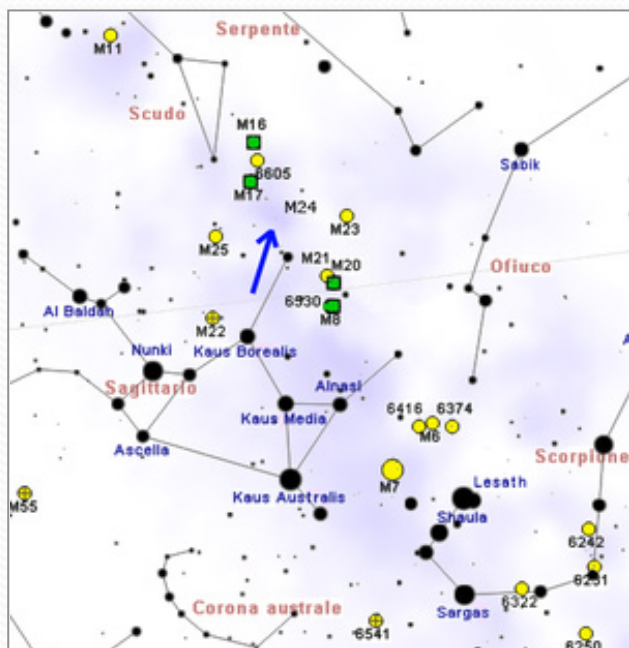 Serpente
M11
Scudo
M16
6605
M17
Sabik
M24
M23
M25
Ofiuco
M21
M20
6530
M8
Al Baldah
M22
Kaus Borealis
Nunki
Sagittario
Alnasl
6416
6374
M6
Kaus Media
Ascella
Scorpione
M7
Lesath
Kaus Australis
M55
Shaula
6242
6231
6322
Sargas
Corona australe
6541
6250